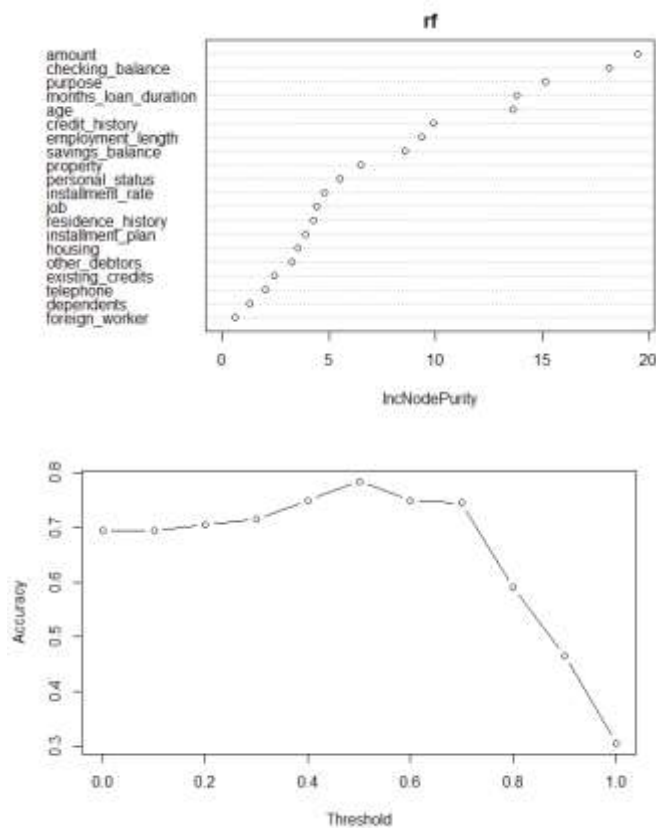 rf
amount
checking_balance
purpose
months_loan_duration
age
credit_history
employment_length
savings_balance
property
personal_status
installment_rate
job
residence_history
installment_plan
housing
other_debtors
existing_credits
telephone
dependents
foreign_worker
0 5 10 15 20
IncNodePurity
0.8
0.7
0.6
0.5
0.4
0.3
Accuracy
0.0 0.2 0.4 0.6 0.8 1.0
Threshold